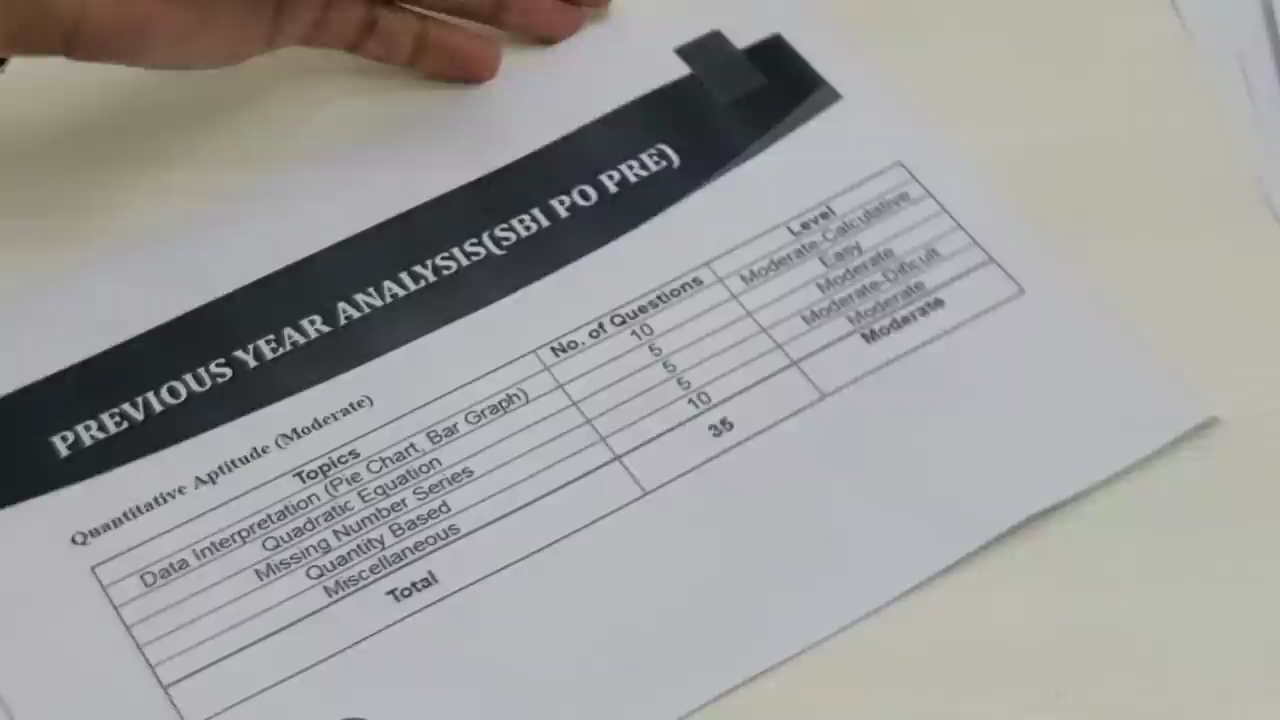 PREVIOUS YEAR ANALYSIS(SBI PO PRE)
Quantitative Aptitude (Moderate)
Topics No. of Questions Level
Data Interpretation (Pie Chart, Bar Graph) 10 Moderate-Calculative
Quadratic Equation 5 Easy
Missing Number Series 5 Moderate
Quantity Based 5 Moderate-Dificult
Miscellaneous 10 Moderate
Total 35 Moderate